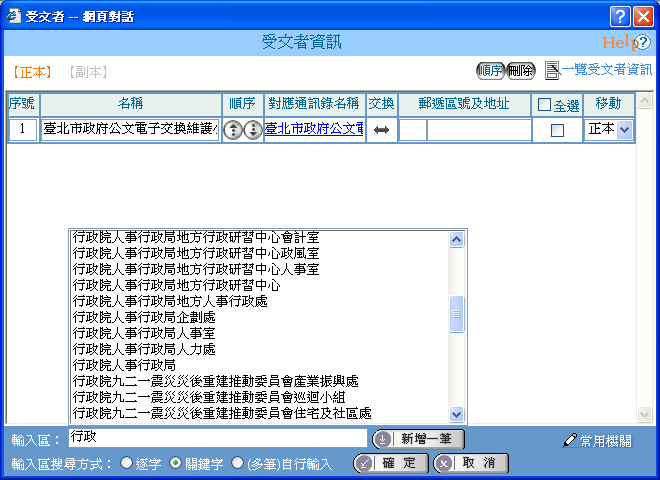 受文者 -- 網頁對話
受文者資訊
Help
【正本】 【副本】
順序 刪除 一覽受文者資訊
序號 名稱 順序 對應通訊錄名稱 交換 郵遞區號及地址 全選 移動
1 臺北市政府公文電子交換維護 臺北市政府公文電 正本
行政院人事行政局地方行政研習中心會計室
行政院人事行政局地方行政研習中心政風室
行政院人事行政局地方行政研習中心人事室
行政院人事行政局地方行政研習中心
行政院人事行政局地方人事行政處
行政院人事行政局企劃處
行政院人事行政局人事室
行政院人事行政局人力處
行政院人事行政局
行政院九二一震災災後重建推動委員會產業振興處
行政院九二一震災災後重建推動委員會巡迴小組
行政院九二一震災災後重建推動委員會住宅及社區處
輸入區： 行政 新增一筆 常用機關
輸入區搜尋方式： 逐字 關鍵字 (多筆)自行輸入 確 定 取 消